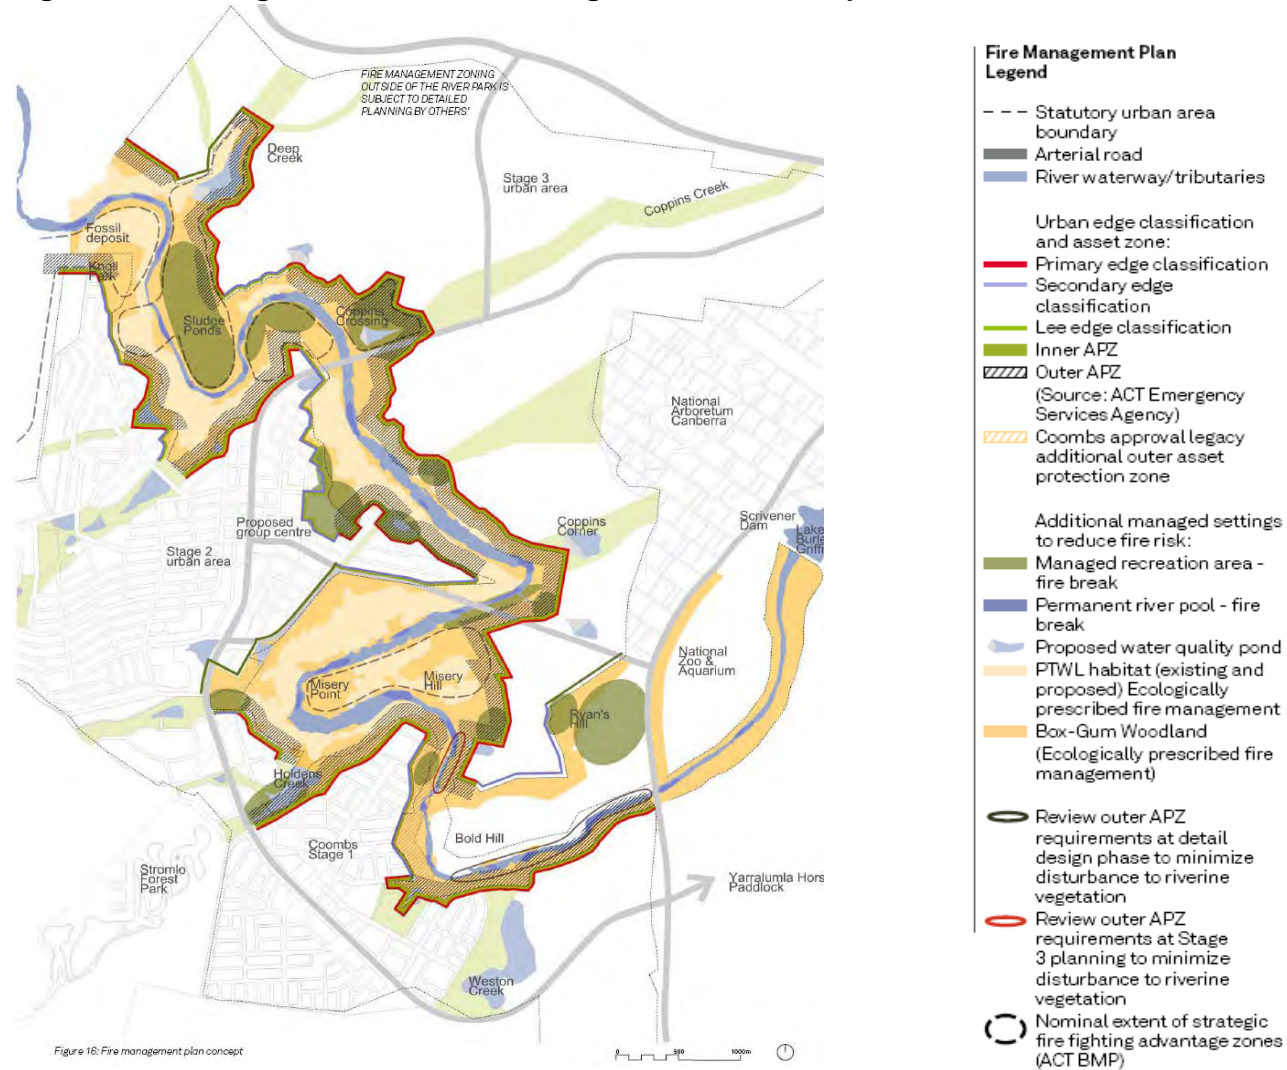 FIRE MANAGEMENT ZONING
OUTSIDE OF THE RIVER PARK IS
SUBJECT TO DETAILED
PLANNING BY OTHERS'
Deep
Creek
Stage 3
urban area
Coppins Creek
Fossil
deposit
Knoll
Park
Sludge
Ponds
Coppins
Crossing
National
Arboretum
Canberra
Proposed
group centre
Stage 2
urban area
Coppins
Corner
Scrivener
Dam
Lake
National
Zoo &
Aquarium
Misery
Point
Misery
Hill
Ryan's
Hill
Holdens
Creek
Coombs
Stage 1
Bold Hill
Stromlo
Forest
Park
Yarralumla Hors
Paddock
Weston
Creek
Figure 16: Fire management plan concept
0 500 1000m
Fire Management Plan
Legend
Statutory urban area
boundary
Arterial road
River waterway/tributaries
Urban edge classification
and asset zone:
Primary edge classification
Secondary edge
classification
Lee edge classification
Inner APZ
Outer APZ
(Source: ACT Emergency
Services Agency)
Coombs approval legacy
additional outer asset
protection zone
Additional managed settings
to reduce fire risk:
Managed recreation area -
fire break
Permanent river pool - fire
break
Proposed water quality pond
PTWL habitat (existing and
proposed) Ecologically
prescribed fire management
Box-Gum Woodland
(Ecologically prescribed fire
management)
Review outer APZ
requirements at detail
design phase to minimize
disturbance to riverine
vegetation
Review outer APZ
requirements at Stage
3 planning to minimize
disturbance to riverine
vegetation
Nominal extent of strategic
fire fighting advantage zones
(ACT BMP)